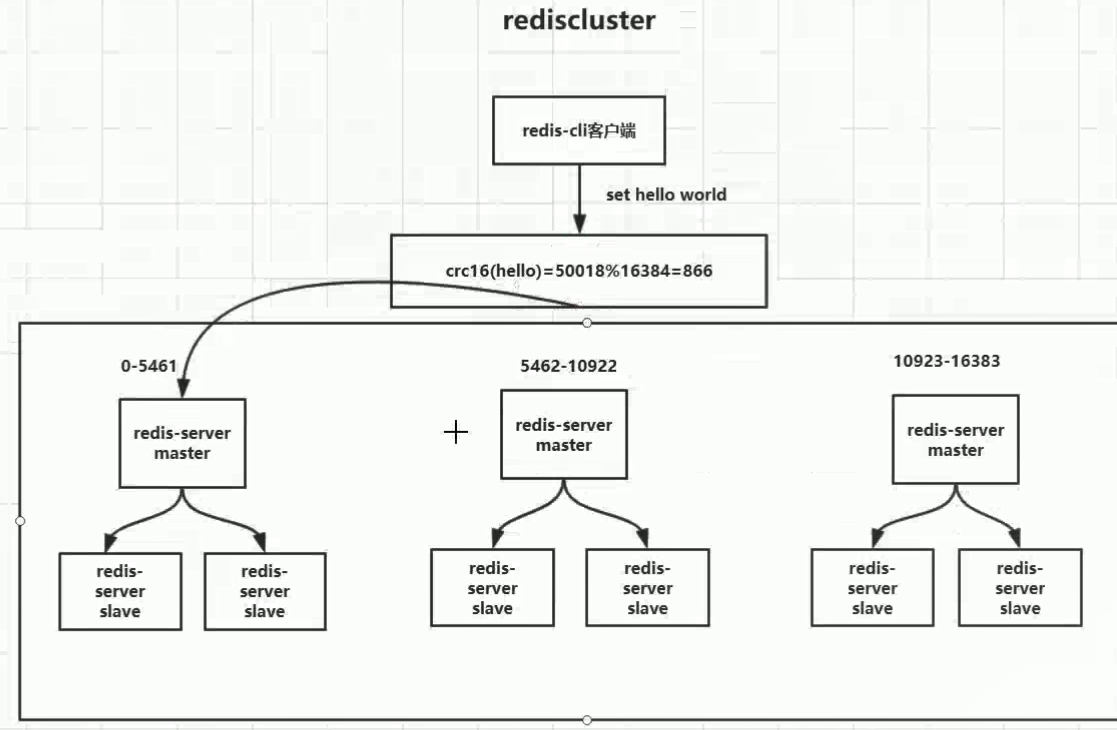 rediscluster
redis-cli客户端
set hello world
crc16(hello)=50018%16384=866
0-5461
5462-10922
10923-16383
redis-server
master
redis-server
master
redis-server
master
redis-
server
slave
redis-
server
slave
redis-
server
slave
redis-
server
slave
redis-
server
slave
redis-
server
slave